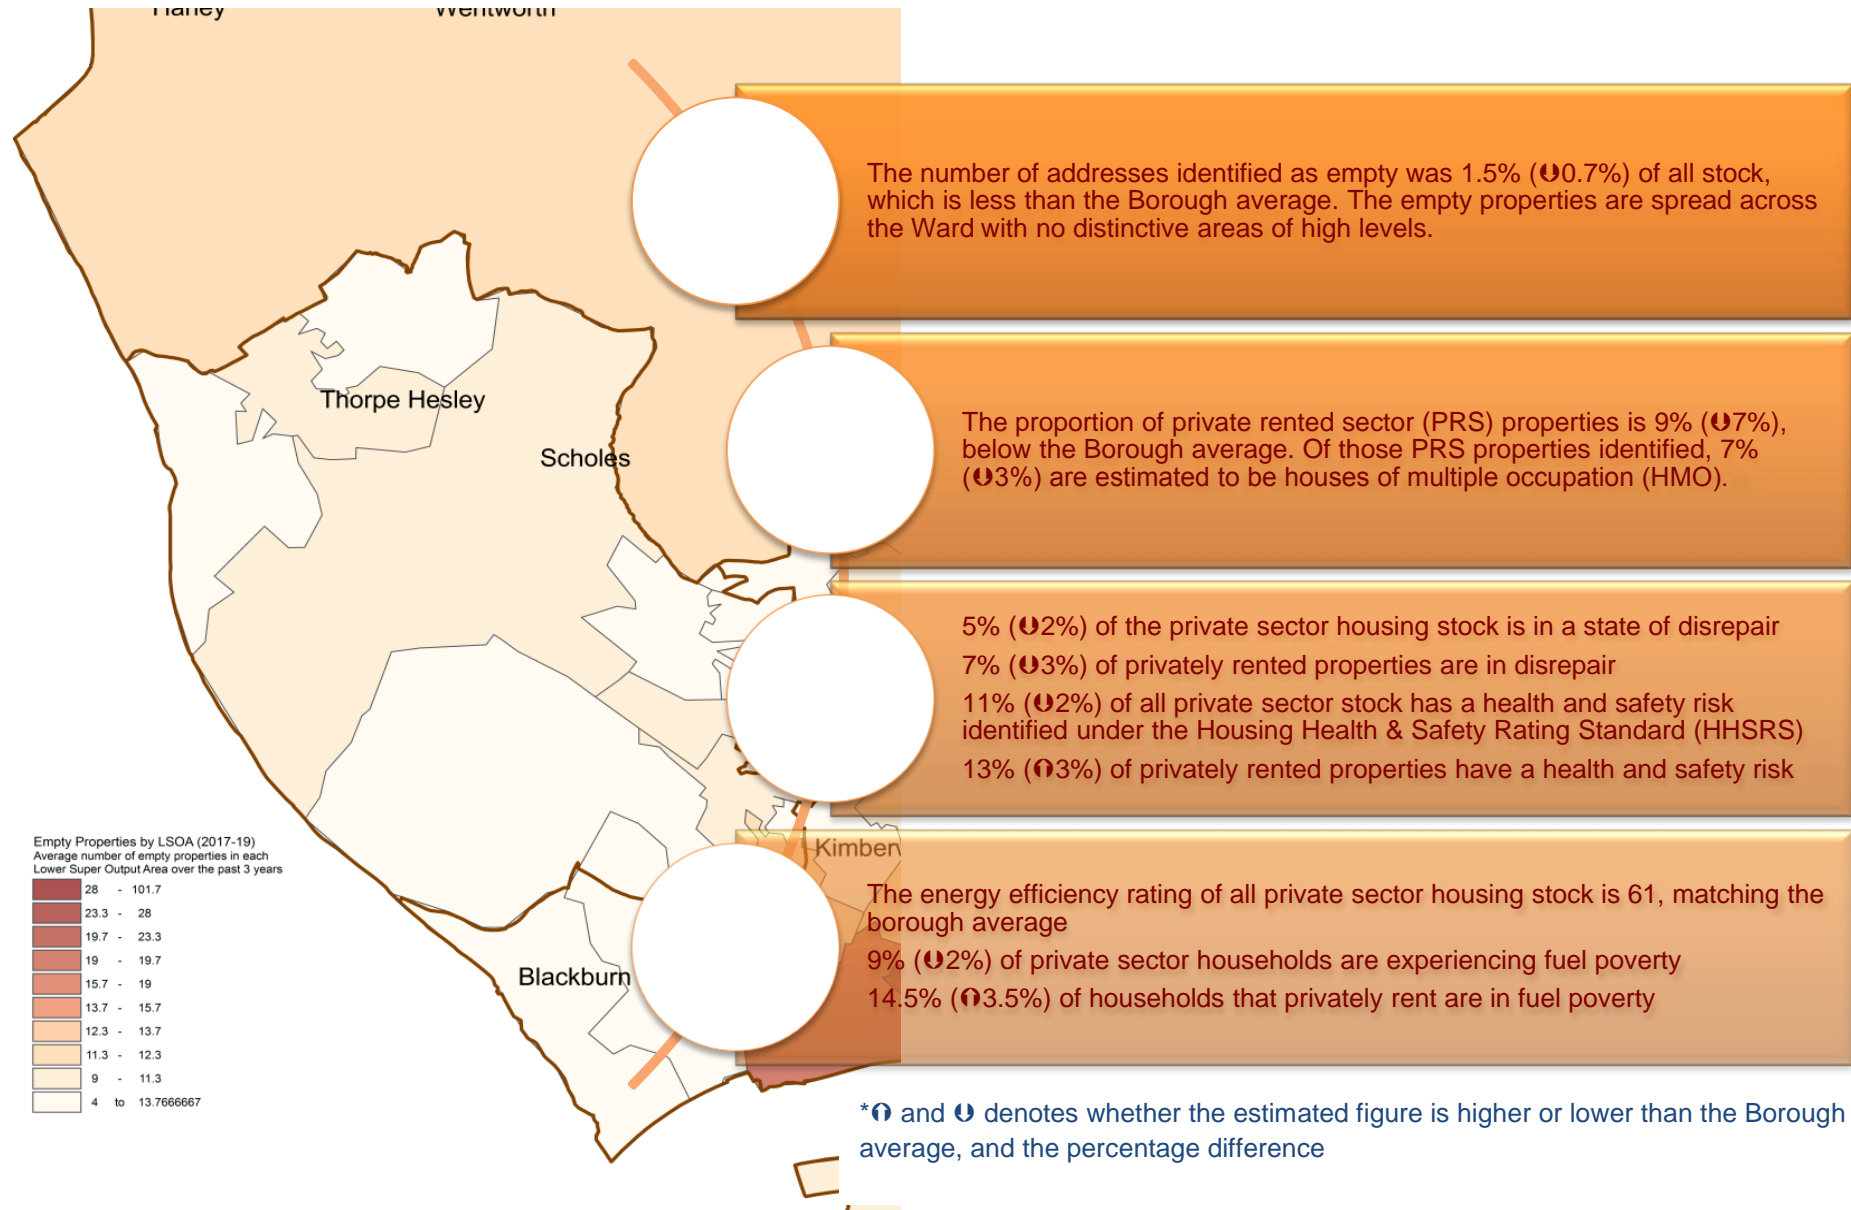 Wentworth
The number of addresses identified as empty was 1.5% (⮋0.7%) of all stock,
which is less than the Borough average. The empty properties are spread across
the Ward with no distinctive areas of high levels.
Thorpe Hesley
Scholes
The proportion of private rented sector (PRS) properties is 9% (⮋7%),
below the Borough average. Of those PRS properties identified, 7%
(⮋3%) are estimated to be houses of multiple occupation (HMO).
5% (⮋2%) of the private sector housing stock is in a state of disrepair
7% (⮋3%) of privately rented properties are in disrepair
11% (⮋2%) of all private sector stock has a health and safety risk
identified under the Housing Health & Safety Rating Standard (HHSRS)
13% (⮉3%) of privately rented properties have a health and safety risk
Kimber
The energy efficiency rating of all private sector housing stock is 61, matching the
borough average
9% (⮋2%) of private sector households are experiencing fuel poverty
14.5% (⮉3.5%) of households that privately rent are in fuel poverty
Blackburn
Empty Properties by LSOA (2017-19)
Average number of empty properties in each
Lower Super Output Area over the past 3 years
28 - 101.7
23.3 - 28
19.7 - 23.3
19 - 19.7
15.7 - 19
13.7 - 15.7
12.3 - 13.7
11.3 - 12.3
9 - 11.3
4 to 13.7666667
*⮉ and ⮋ denotes whether the estimated figure is higher or lower than the Borough
average, and the percentage difference